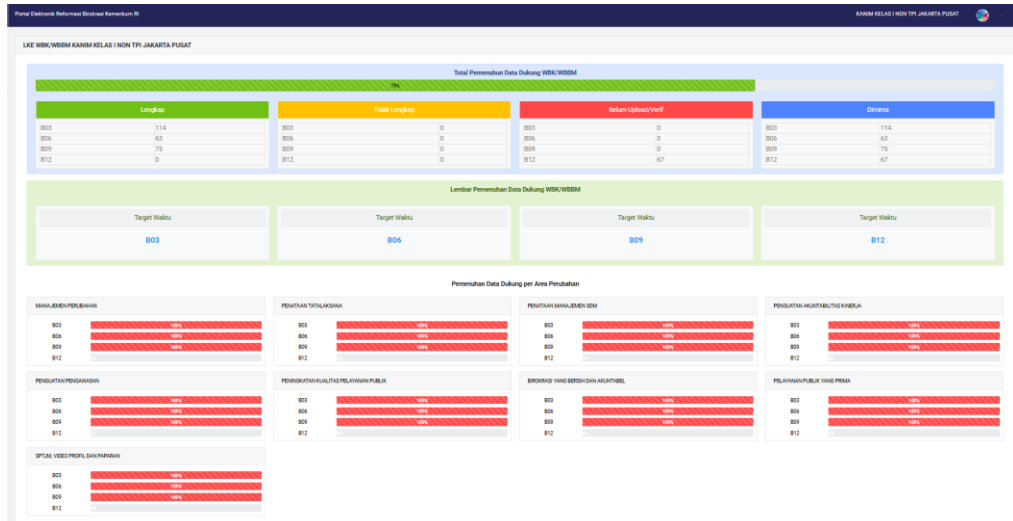 Portal Elektronik Reformasi Birokrasi Kemenkum RI KANIM KELAS I NON TPI JAKARTA PUSAT
LKE WBK/WBBM KANIM KELAS I NON TPI JAKARTA PUSAT
Total Pemenuhan Data Dukung WBK/WBBM
75%
Lengkap Tidak Lengkap Belum Upload/Verif Diminta
B03 114 B03 0 B03 0 B03 114
B06 63 B06 0 B06 0 B06 63
B09 75 B09 0 B09 0 B09 75
B12 0 B12 0 B12 67 B12 67
Lembar Pemenuhan Data Dukung WBK/WBBM
Target Waktu Target Waktu Target Waktu Target Waktu
B03 B06 B09 B12
Pemenuhan Data Dukung per Area Perubahan
MANAJEMEN PERUBAHAN PENATAAN TATALAKSANA PENATAAN MANAJEMEN SDM PENGUATAN AKUNTABILITAS KINERJA
B03 100% B03 100% B03 100% B03 100%
B06 100% B06 100% B06 100% B06 100%
B09 100% B09 100% B09 100% B09 100%
B12 B12 B12 B12
PENGUATAN PENGAWASAN PENINGKATAN KUALITAS PELAYANAN PUBLIK BIROKRASI YANG BERSIH DAN AKUNTABEL PELAYANAN PUBLIK YANG PRIMA
B03 100% B03 100% B03 100% B03 100%
B06 100% B06 100% B06 100% B06 100%
B09 100% B09 100% B09 100% B09 100%
B12 B12 B12 B12
SPTJM, VIDEO PROFIL DAN PAPARAN
B03 100%
B06 100%
B09 100%
B12